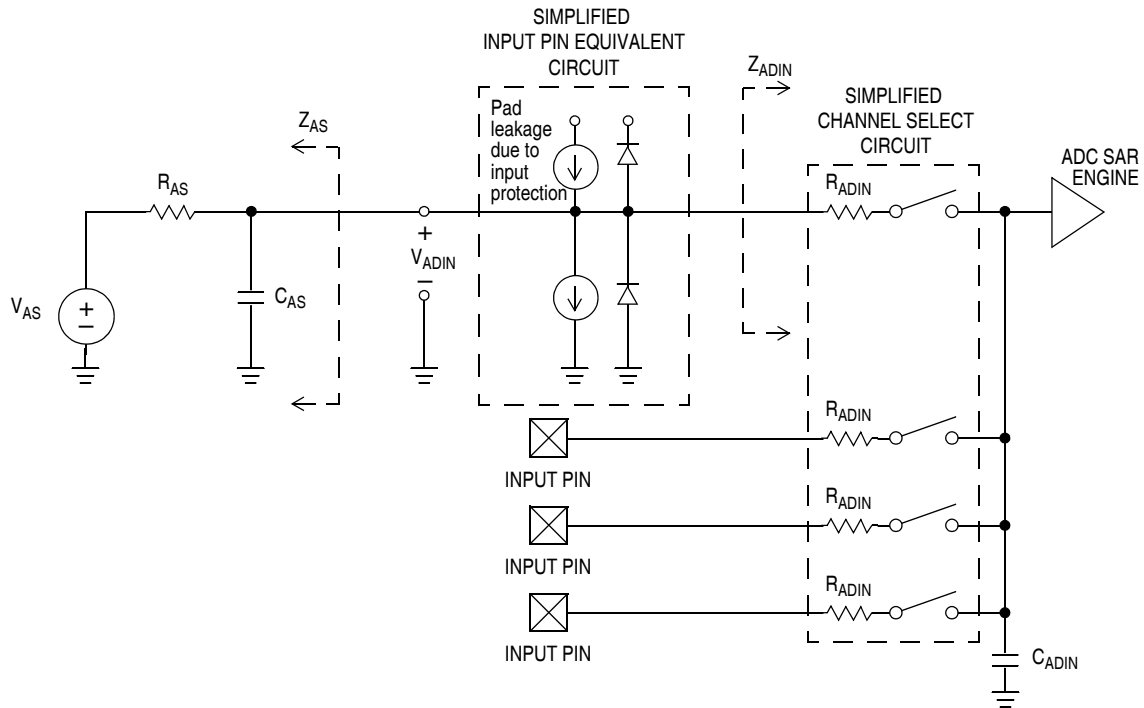 SIMPLIFIED
INPUT PIN EQUIVALENT
CIRCUIT
Z_ADIN
SIMPLIFIED
CHANNEL SELECT
CIRCUIT
Pad
leakage
due to
input
protection
Z_AS
R_AS
R_ADIN
ADC SAR
ENGINE
+
V_ADIN
–
V_AS
+
–
C_AS
R_ADIN
INPUT PIN
R_ADIN
INPUT PIN
R_ADIN
INPUT PIN
C_ADIN